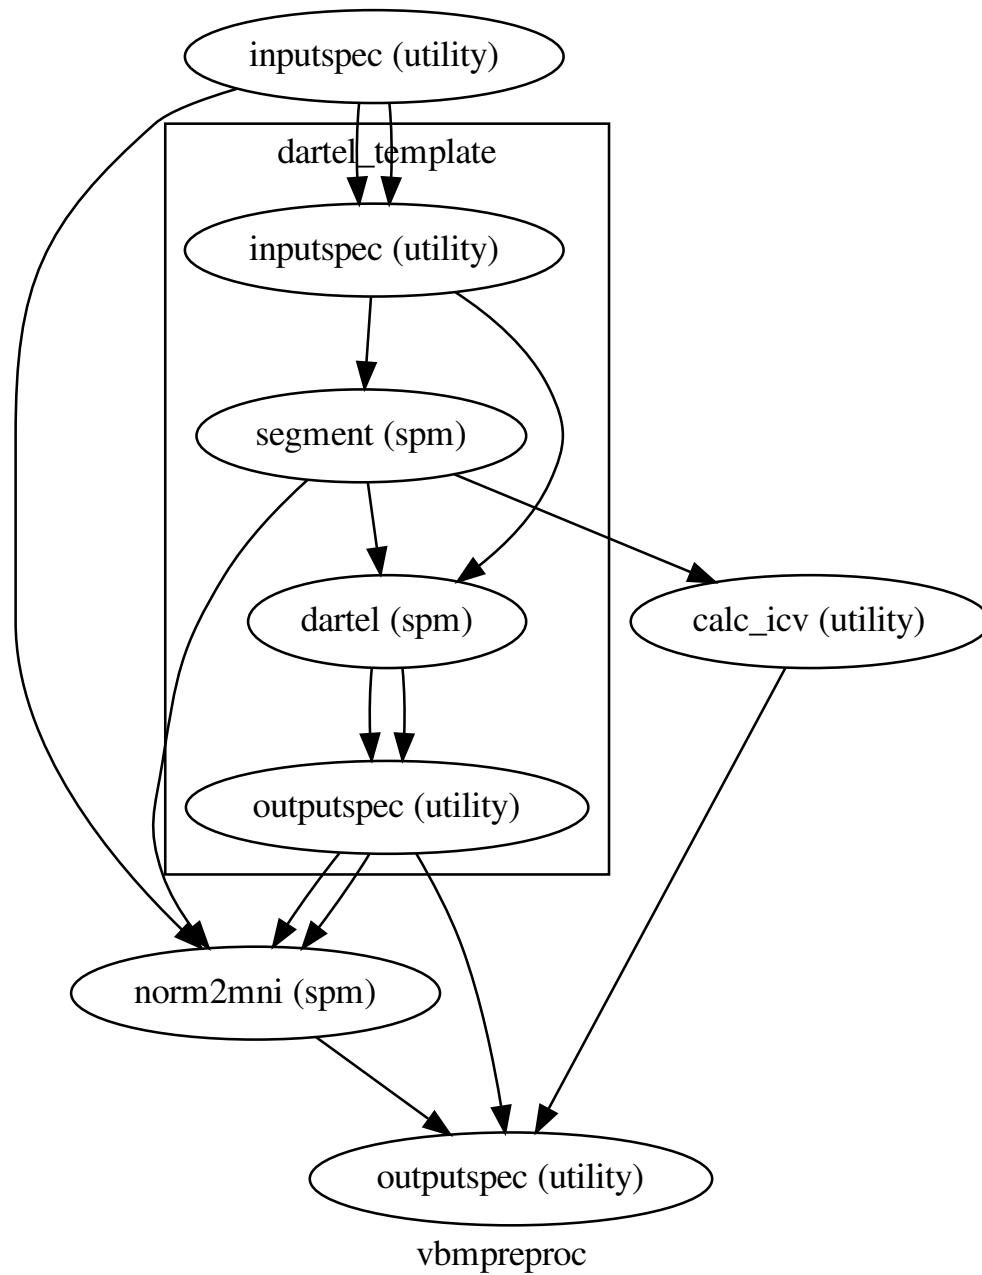 inputspec (utility)
dartel_template
inputspec (utility)
segment (spm)
dartel (spm)
calc_icv (utility)
outputspec (utility)
norm2mni (spm)
outputspec (utility)
vbmpreproc